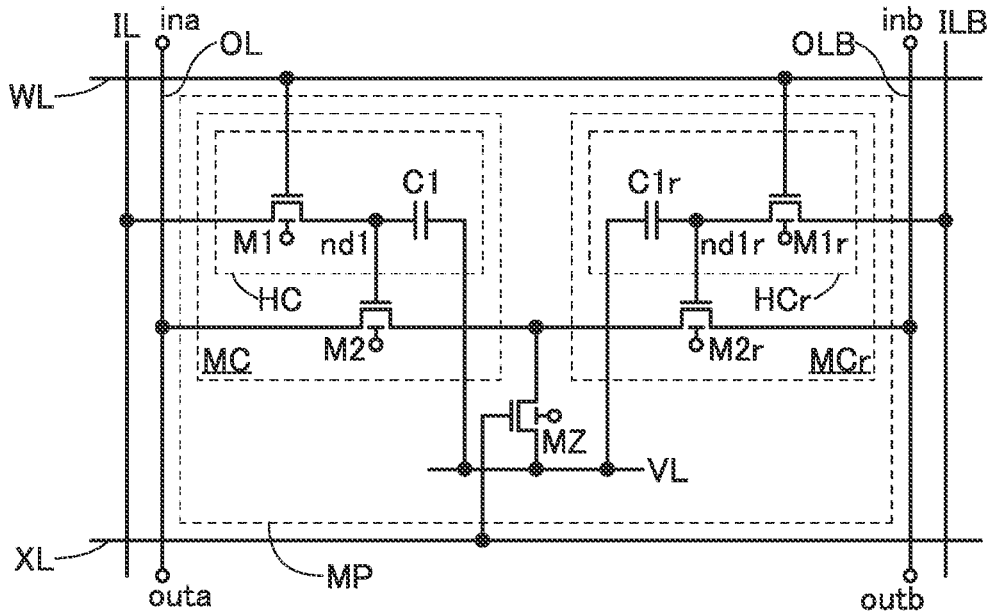 IL ina OL OLB inb ILB
WL
C1 C1r
M1 nd1 nd1r M1r
HC HCr
M2 M2r
MC MCr
MZ
VL
XL
MP
outa outb